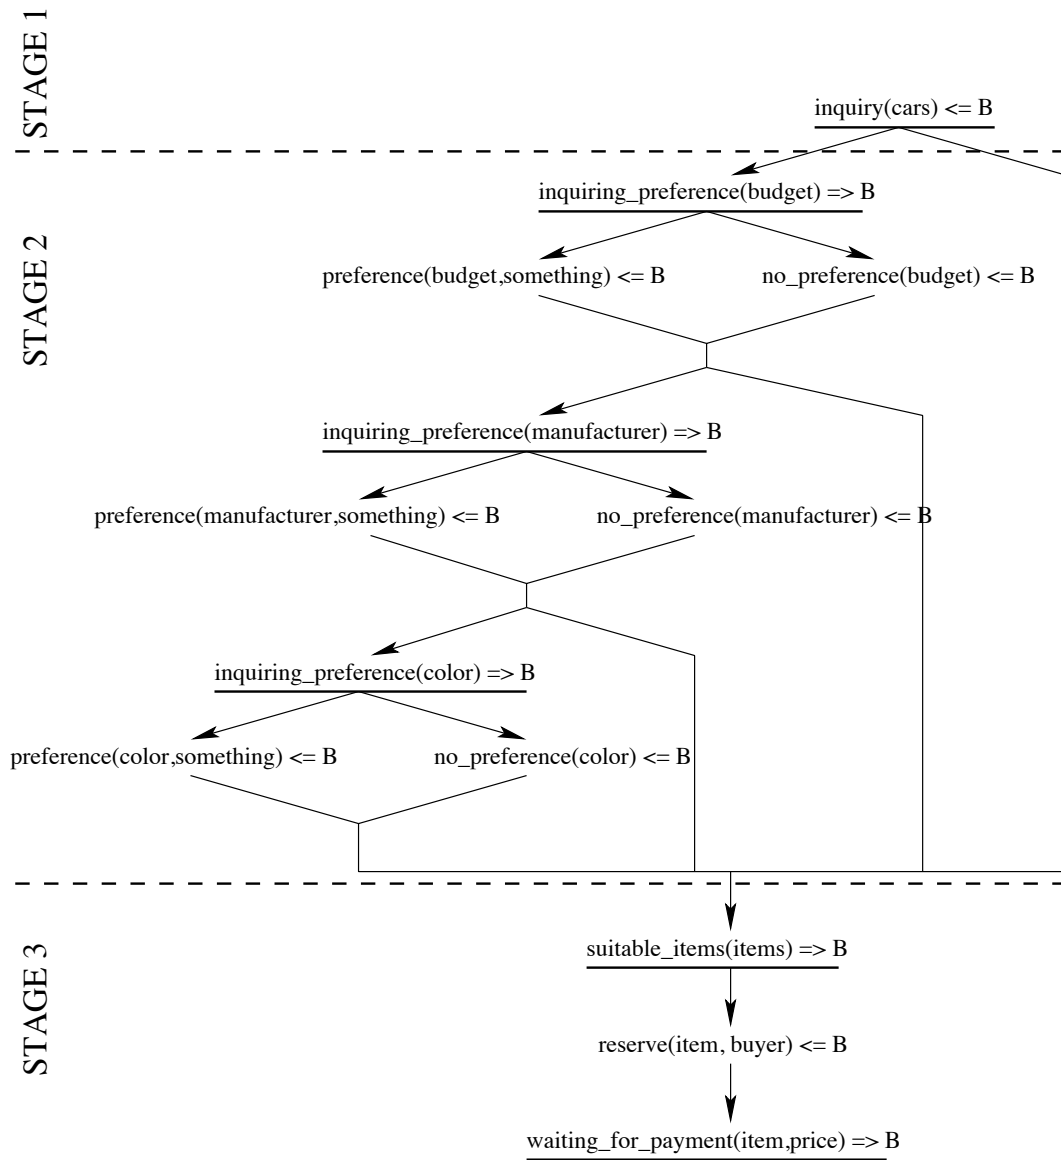 STAGE 1
inquiry(cars) <= B
STAGE 2
inquiring_preference(budget) => B
preference(budget,something) <= B
no_preference(budget) <= B
inquiring_preference(manufacturer) => B
preference(manufacturer,something) <= B
no_preference(manufacturer) <= B
inquiring_preference(color) => B
preference(color,something) <= B
no_preference(color) <= B
STAGE 3
suitable_items(items) => B
reserve(item, buyer) <= B
waiting_for_payment(item,price) => B